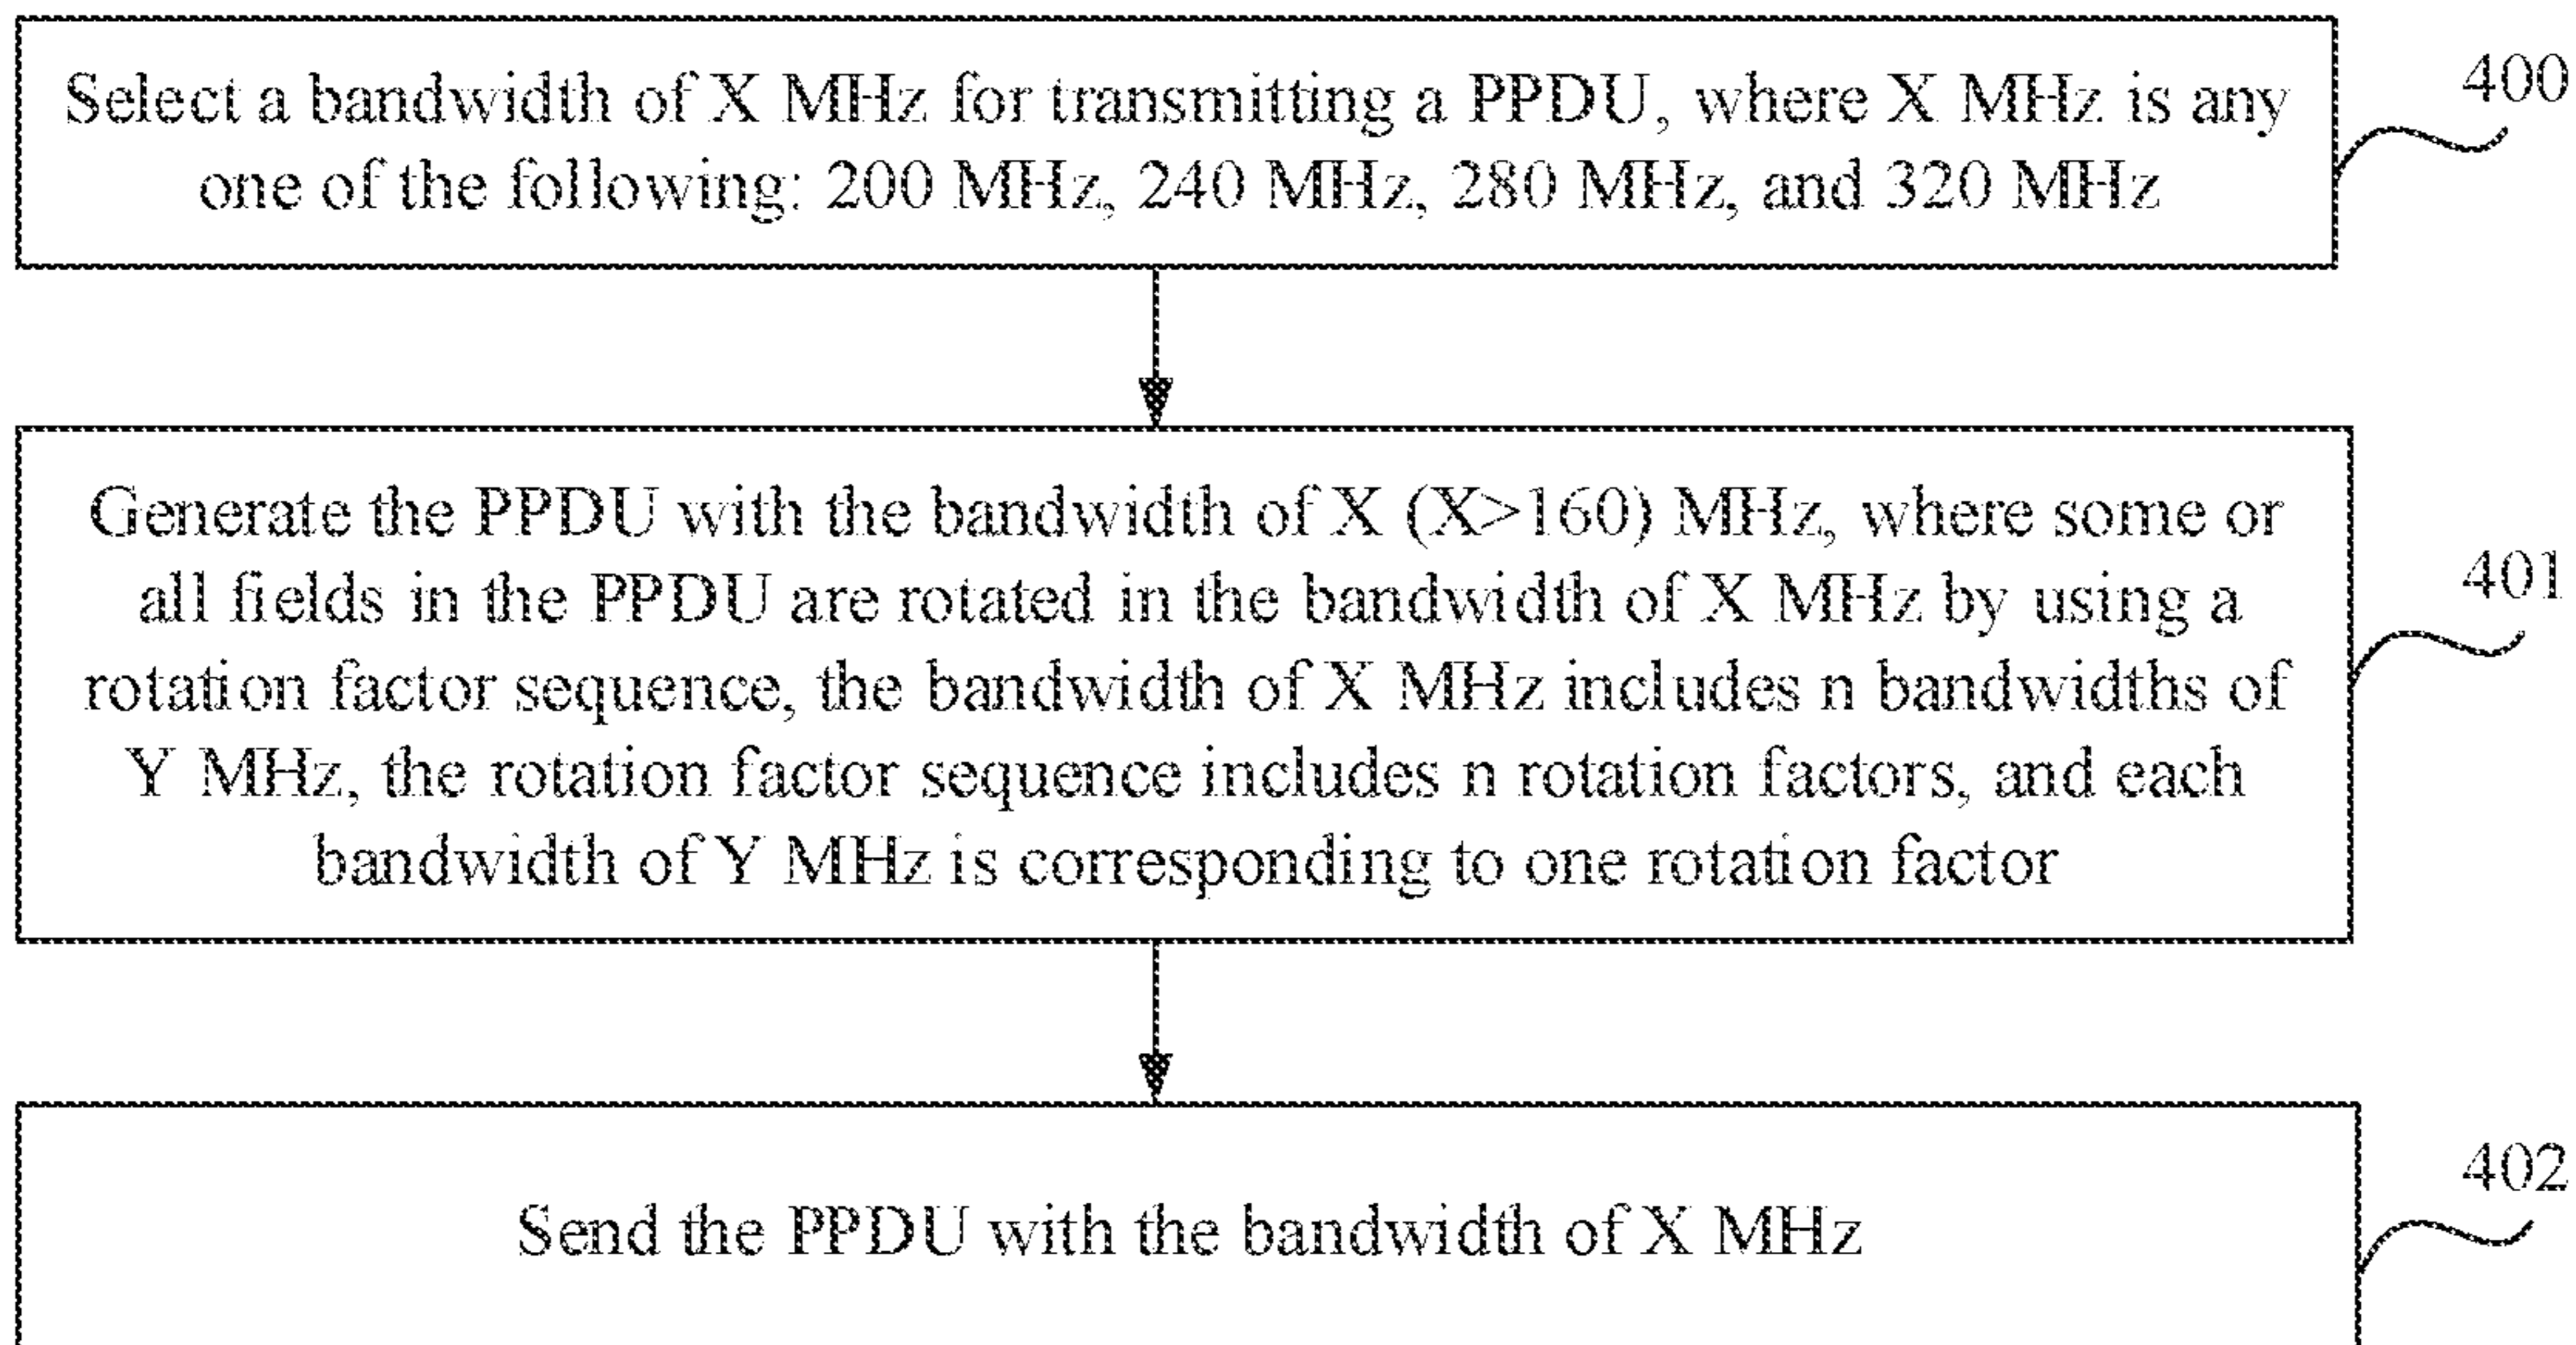 Select a bandwidth of X MHz for transmitting a PPDU, where X MHz is any
one of the following: 200 MHz, 240 MHz, 280 MHz, and 320 MHz
400
Generate the PPDU with the bandwidth of X (X>160) MHz, where some or
all fields in the PPDU are rotated in the bandwidth of X MHz by using a
rotation factor sequence, the bandwidth of X MHz includes n bandwidths of
Y MHz, the rotation factor sequence includes n rotation factors, and each
bandwidth of Y MHz is corresponding to one rotation factor
401
Send the PPDU with the bandwidth of X MHz
402